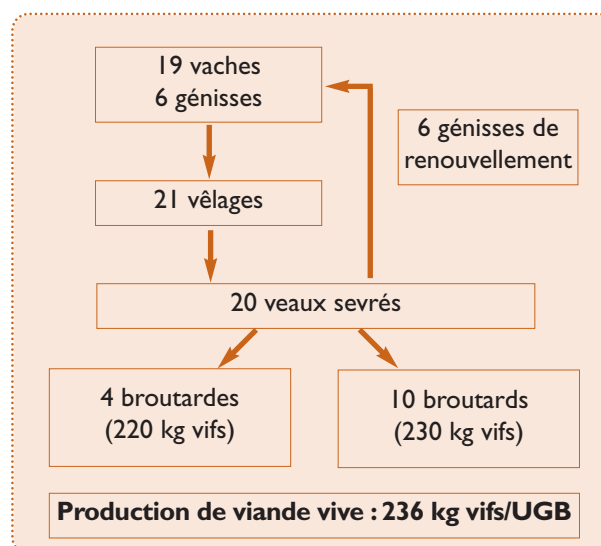 19 vaches
6 génisses
6 génisses de
renouvellement
21 vêlages
20 veaux sevrés
4 broutardes
(220 kg vifs)
10 broutards
(230 kg vifs)
Production de viande vive : 236 kg vifs/UGB